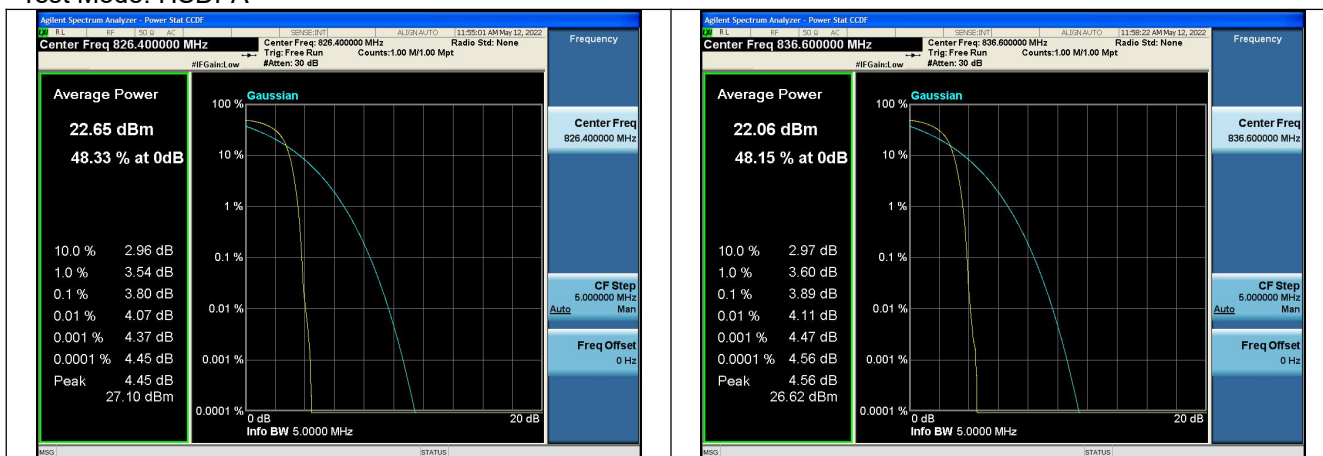 Agilent Spectrum Analyzer - Power Stat CCDF
RL RF 50 Ω AC SENSE:INT ALIGN AUTO 11:55:01 AM May 12, 2022
Center Freq 826.400000 MHz
Center Freq: 826.400000 MHz Radio Std: None
Trig: Free Run Counts:1.00 M/1.00 Mpt
#IFGain:Low #Atten: 30 dB
Frequency
Average Power
22.65 dBm
48.33 % at 0dB
10.0 % 2.96 dB
1.0 % 3.54 dB
0.1 % 3.80 dB
0.01 % 4.07 dB
0.001 % 4.37 dB
0.0001 % 4.45 dB
Peak 4.45 dB
27.10 dBm
Gaussian
100 %
10 %
1 %
0.1 %
0.01 %
0.001 %
0.0001 %
0 dB 20 dB
Info BW 5.0000 MHz
Center Freq
826.400000 MHz
CF Step
5.000000 MHz
Auto Man
Freq Offset
0 Hz
MSG STATUS
Agilent Spectrum Analyzer - Power Stat CCDF
RL RF 50 Ω AC SENSE:INT ALIGN AUTO 11:58:22 AM May 12, 2022
Center Freq 836.600000 MHz
Center Freq: 836.600000 MHz Radio Std: None
Trig: Free Run Counts:1.00 M/1.00 Mpt
#IFGain:Low #Atten: 30 dB
Frequency
Average Power
22.06 dBm
48.15 % at 0dB
10.0 % 2.97 dB
1.0 % 3.60 dB
0.1 % 3.89 dB
0.01 % 4.11 dB
0.001 % 4.47 dB
0.0001 % 4.56 dB
Peak 4.56 dB
26.62 dBm
Gaussian
100 %
10 %
1 %
0.1 %
0.01 %
0.001 %
0.0001 %
0 dB 20 dB
Info BW 5.0000 MHz
Center Freq
836.600000 MHz
CF Step
5.000000 MHz
Auto Man
Freq Offset
0 Hz
MSG STATUS